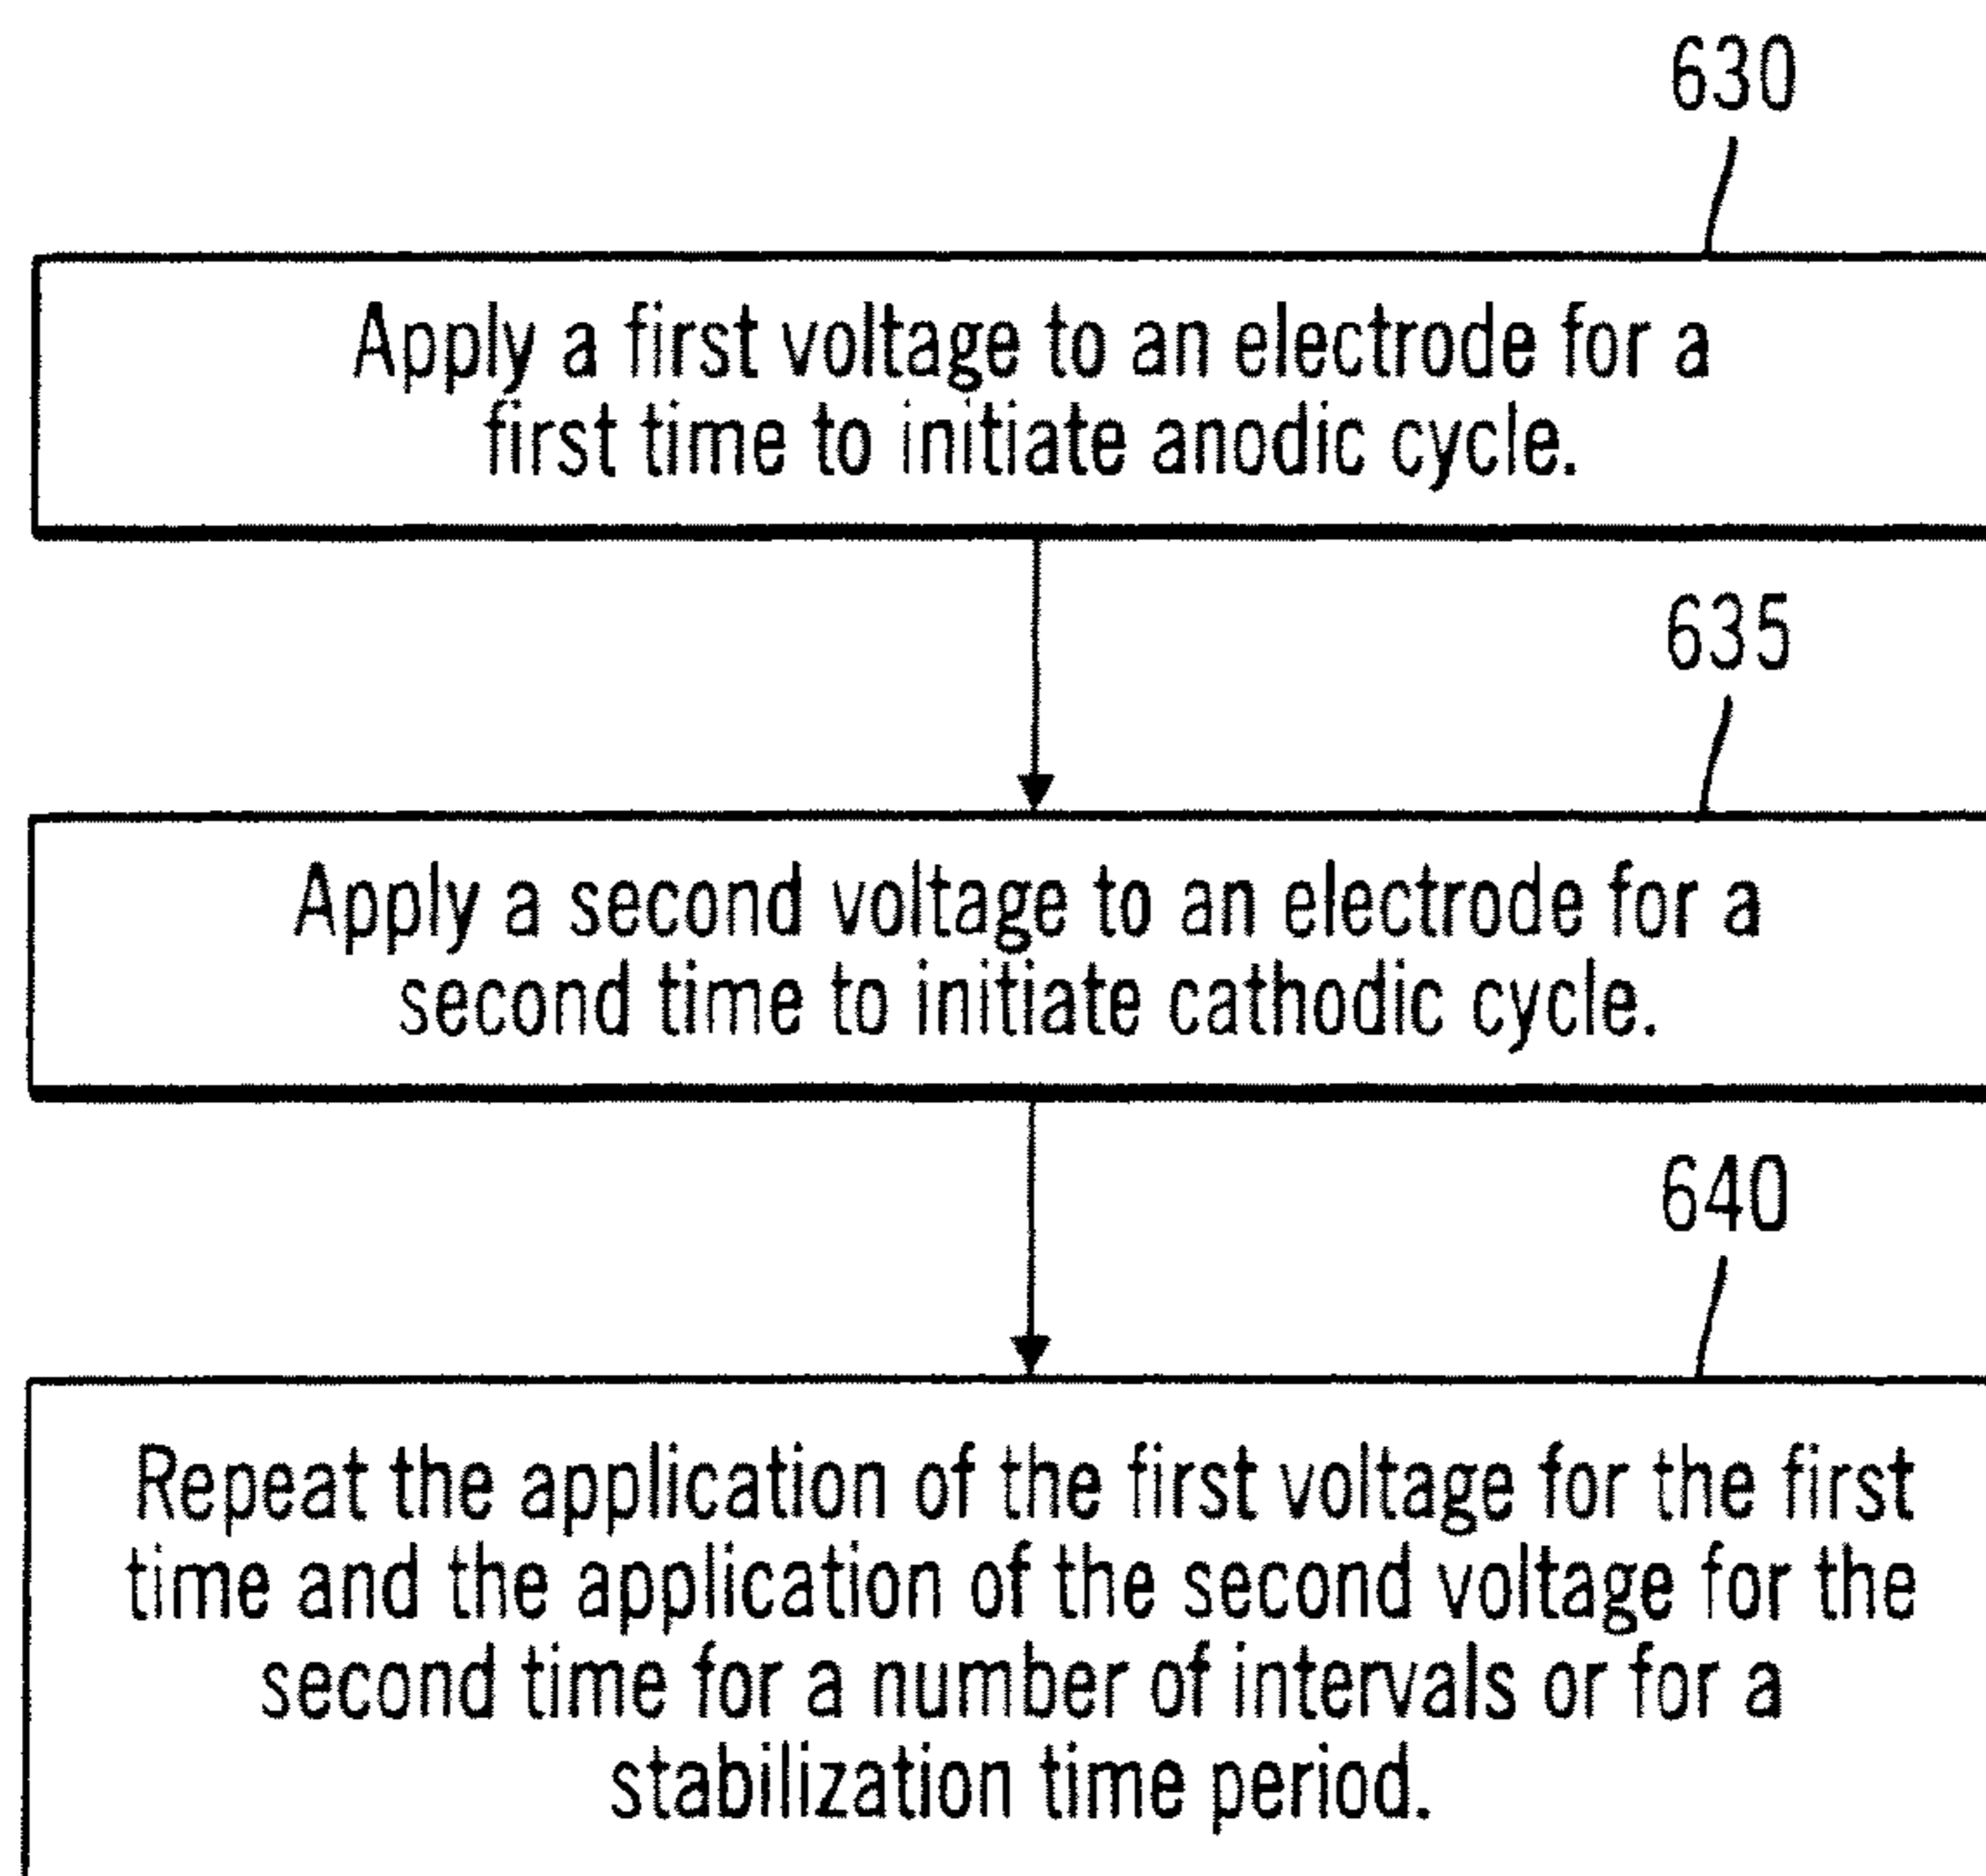 630
Apply a first voltage to an electrode for a
first time to initiate anodic cycle.
635
Apply a second voltage to an electrode for a
second time to initiate cathodic cycle.
640
Repeat the application of the first voltage for the first
time and the application of the second voltage for the
second time for a number of intervals or for a
stabilization time period.